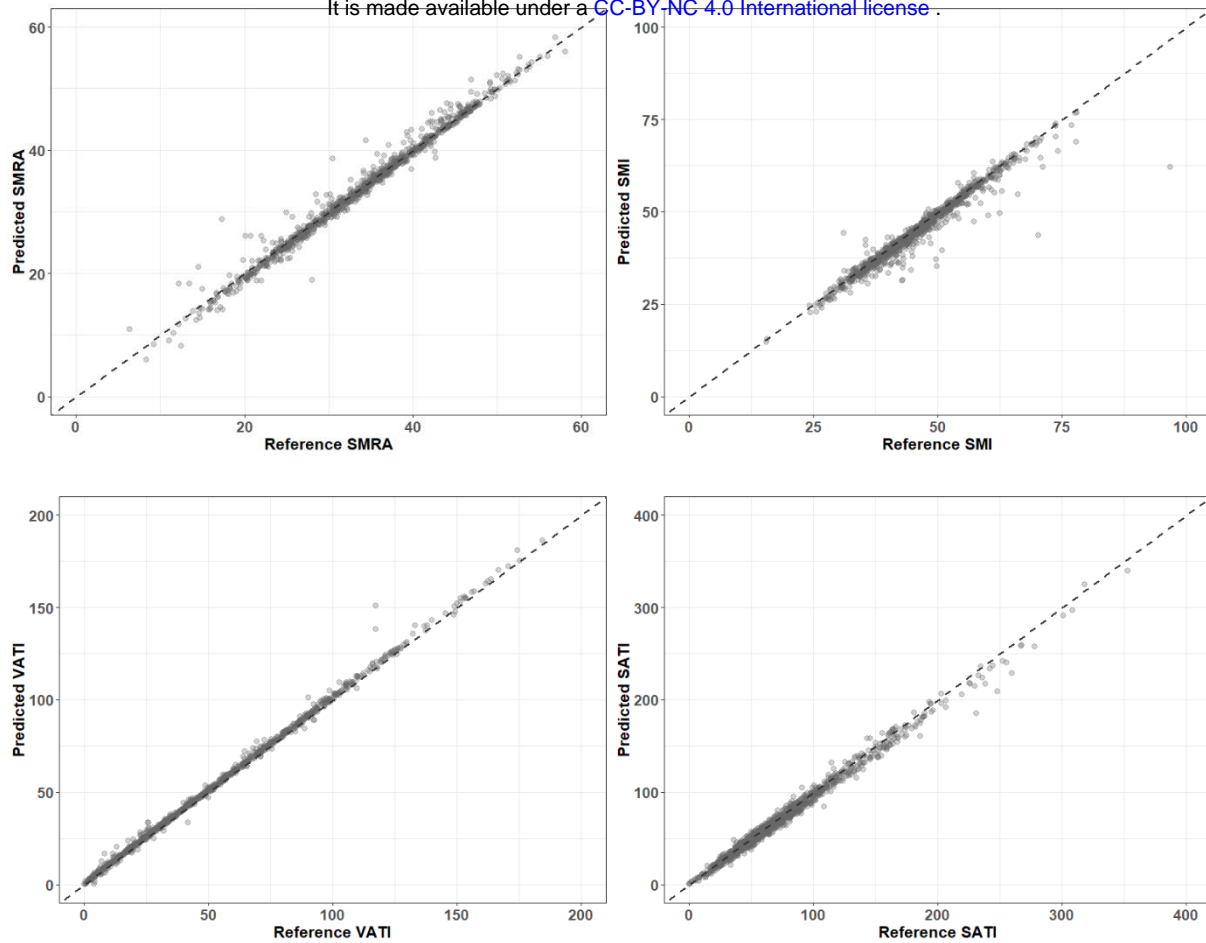 It is made available under a CC-BY-NC 4.0 International license .
60
40
20
0
Predicted SMRA
0 20 40 60
Reference SMRA
100
75
50
25
0
Predicted SMI
0 25 50 75 100
Reference SMI
200
150
100
50
0
Predicted VATI
0 50 100 150 200
Reference VATI
400
300
200
100
0
Predicted SATI
0 100 200 300 400
Reference SATI